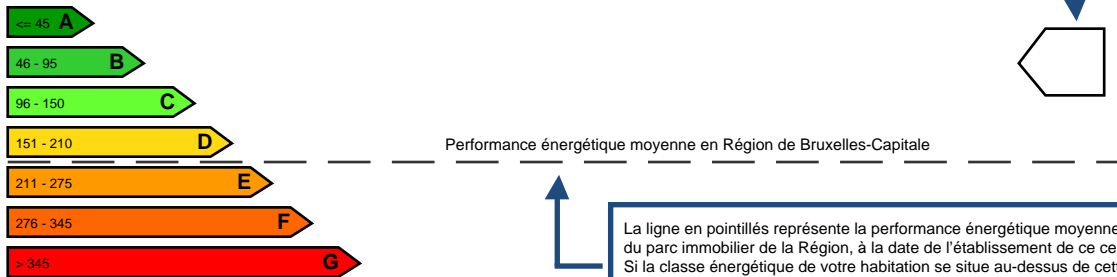 <= 45 A
46 - 95 B
96 - 150 C
151 - 210 D
Performance énergétique moyenne en Région de Bruxelles-Capitale
211 - 275 E
276 - 345 F
> 345 G
La ligne en pointillés représente la performance énergétique moyenne
du parc immobilier de la Région, à la date de l'établissement de ce ce
Si la classe énergétique de votre habitation se situe au-dessus de cet